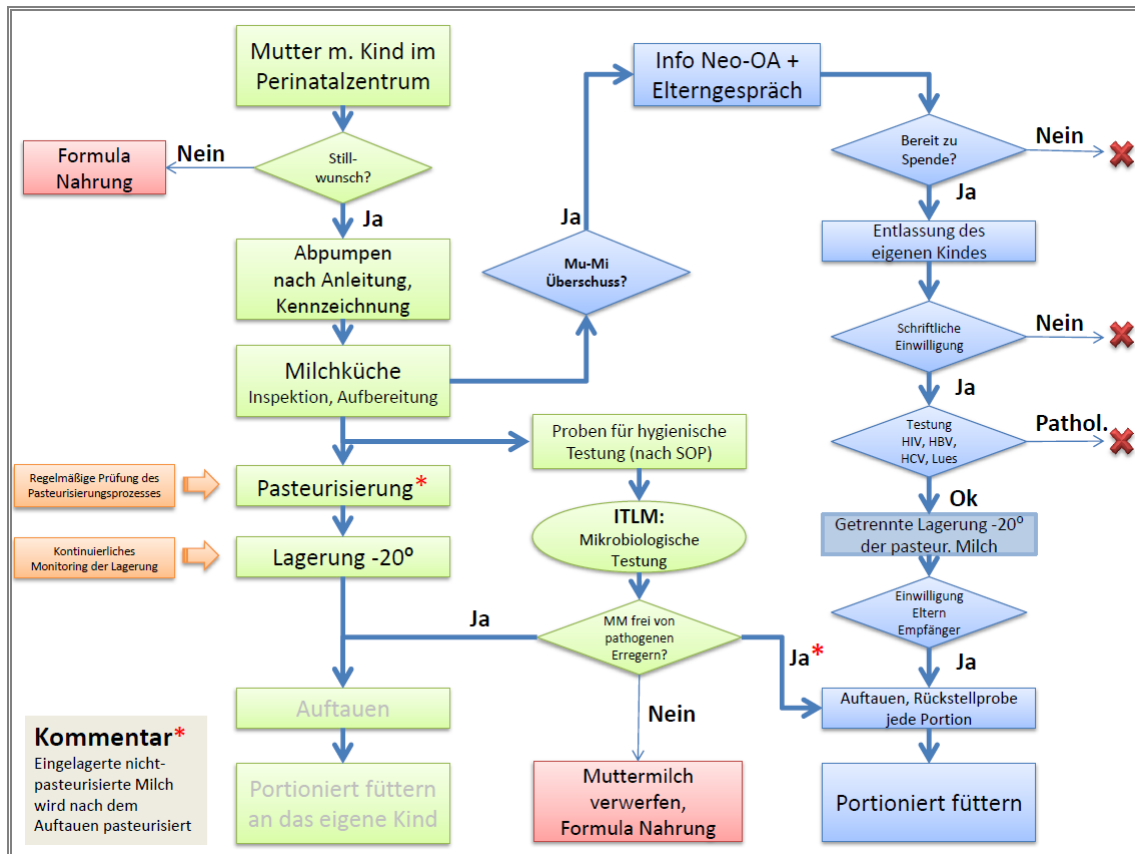 Mutter m. Kind im
Perinatalzentrum
Still-
wunsch?
Nein
Formula
Nahrung
Ja
Abpumpen
nach Anleitung,
Kennzeichnung
Milchküche
Inspektion, Aufbereitung
Mu-Mi
Überschuss?
Ja
Info Neo-OA +
Elterngespräch
Bereit zu
Spende?
Nein
Ja
Entlassung des
eigenen Kindes
Schriftliche
Einwilligung
Nein
Ja
Testung
HIV, HBV,
HCV, Lues
Pathol.
Ok
Getrennte Lagerung -20º
der pasteur. Milch
Einwilligung
Eltern
Empfänger
Ja
Auftauen, Rückstellprobe
jede Portion
Portioniert füttern
Proben für hygienische
Testung (nach SOP)
ITLM:
Mikrobiologische
Testung
MM frei von
pathogenen
Erregern?
Ja
Ja*
Nein
Muttermilch
verwerfen,
Formula Nahrung
Regelmäßige Prüfung des
Pasteurisierungsprozesses
Pasteurisierung*
Kontinuierliches
Monitoring der Lagerung
Lagerung -20º
Auftauen
Portioniert füttern
an das eigene Kind
Kommentar*
Eingelagerte nicht-
pasteurisierte Milch
wird nach dem
Auftauen pasteurisiert